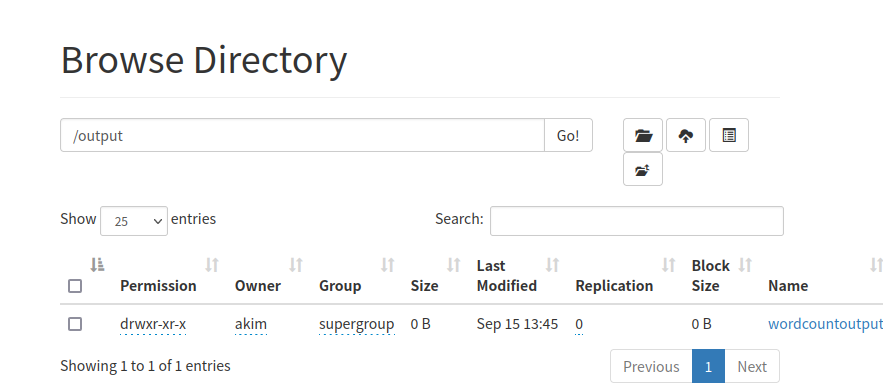 Browse Directory
/output Go!
Show 25 entries Search:
Permission Owner Group Size Last Modified Replication Block Size Name
drwxr-xr-x akim supergroup 0 B Sep 15 13:45 0 0 B wordcountoutput
Showing 1 to 1 of 1 entries Previous 1 Next